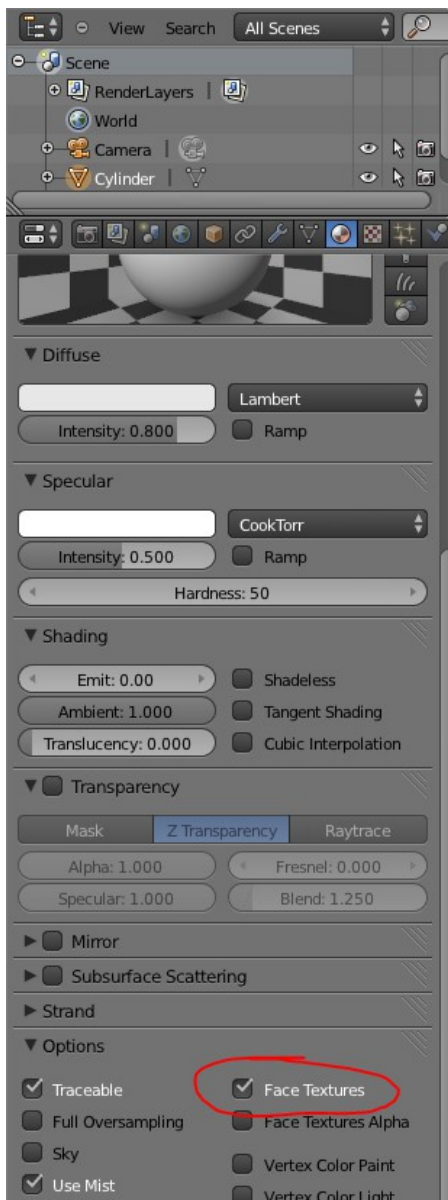 View Search All Scenes
Scene
RenderLayers |
World
Camera |
Cylinder |
Diffuse
Lambert
Intensity: 0.800 Ramp
Specular
CookTorr
Intensity: 0.500 Ramp
Hardness: 50
Shading
Emit: 0.00 Shadeless
Ambient: 1.000 Tangent Shading
Translucency: 0.000 Cubic Interpolation
Transparency
Mask Z Transparency Raytrace
Alpha: 1.000 Fresnel: 0.000
Specular: 1.000 Blend: 1.250
Mirror
Subsurface Scattering
Strand
Options
Traceable Face Textures
Full Oversampling Face Textures Alpha
Sky Vertex Color Paint
Use Mist Vertex Color Light